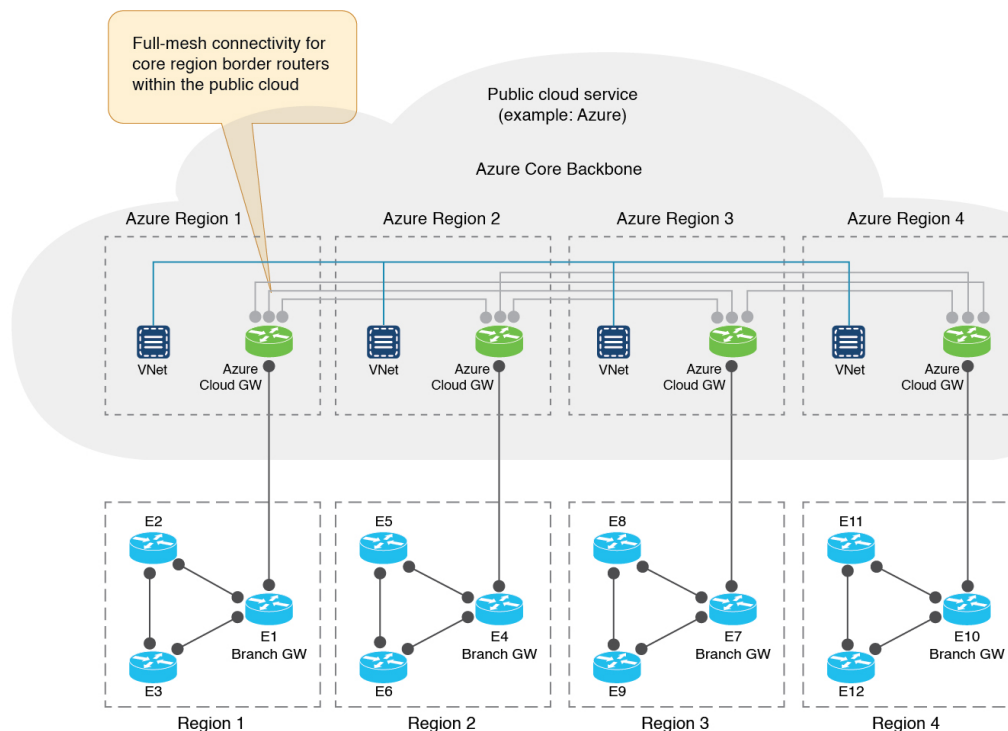 Full-mesh connectivity for
core region border routers
within the public cloud
Public cloud service
(example: Azure)
Azure Core Backbone
Azure Region 1
Azure Region 2
Azure Region 3
Azure Region 4
VNet
Azure
Cloud GW
VNet
Azure
Cloud GW
VNet
Azure
Cloud GW
VNet
Azure
Cloud GW
E2
E1
Branch GW
E3
Region 1
E5
E4
Branch GW
E6
Region 2
E8
E7
Branch GW
E9
Region 3
E11
E10
Branch GW
E12
Region 4